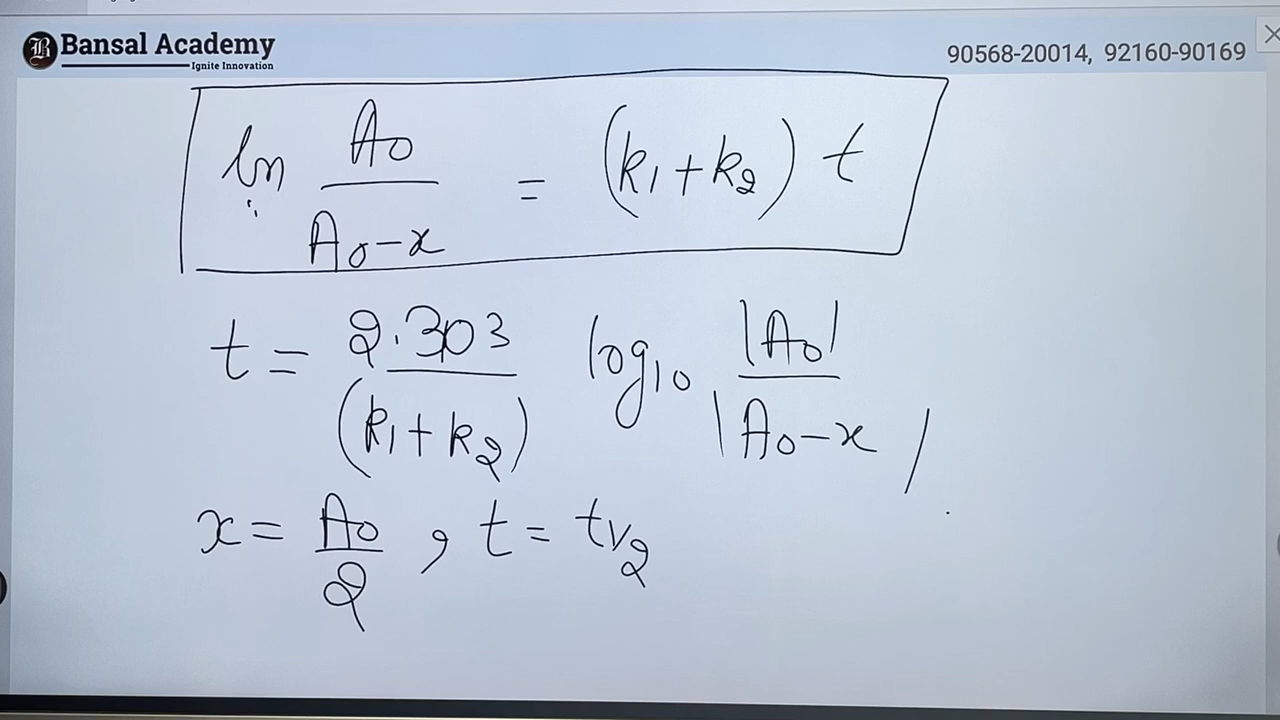 Bansal Academy
Ignite Innovation
90568-20014, 92160-90169
ln A0/(A0-x) = (k1+k2) t
t = 2.303/(k1+k2) log10 |A0|/|A0-x|
x = A0/2 , t = t1/2